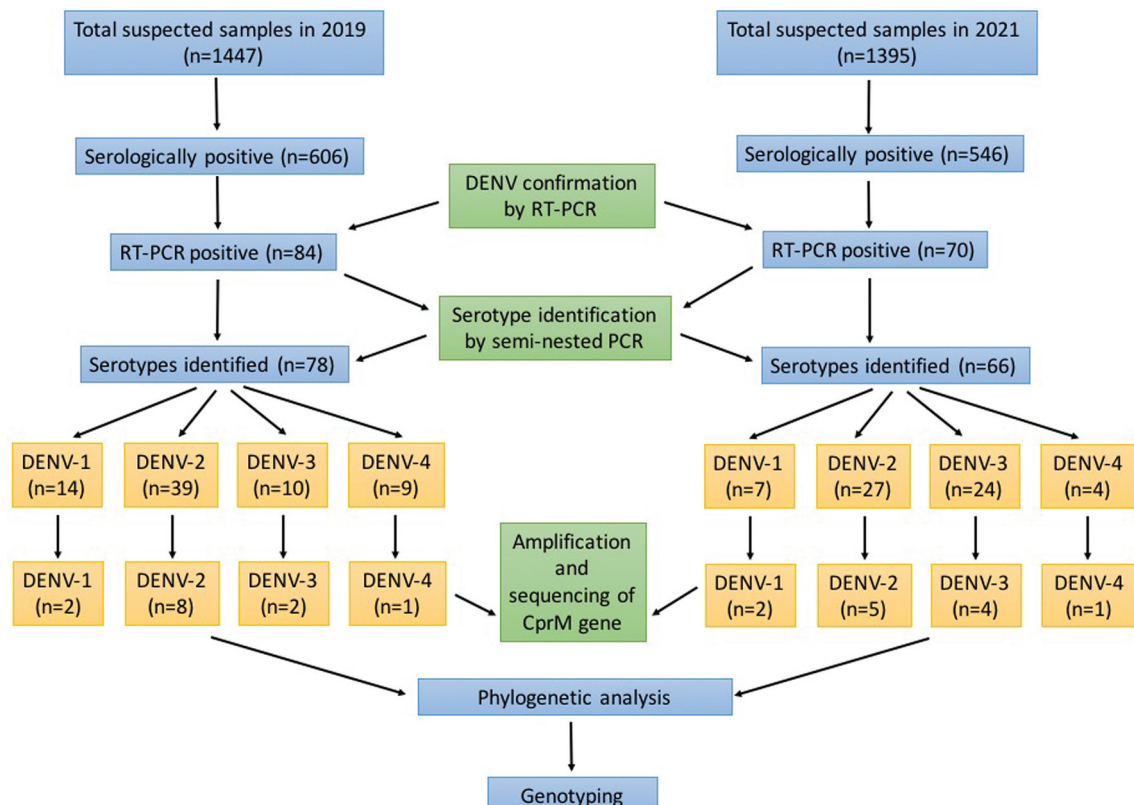 Total suspected samples in 2019
(n=1447)
Total suspected samples in 2021
(n=1395)
Serologically positive (n=606)
Serologically positive (n=546)
DENV confirmation
by RT-PCR
RT-PCR positive (n=84)
RT-PCR positive (n=70)
Serotype identification
by semi-nested PCR
Serotypes identified (n=78)
Serotypes identified (n=66)
DENV-1
(n=14)
DENV-2
(n=39)
DENV-3
(n=10)
DENV-4
(n=9)
DENV-1
(n=7)
DENV-2
(n=27)
DENV-3
(n=24)
DENV-4
(n=4)
DENV-1
(n=2)
DENV-2
(n=8)
DENV-3
(n=2)
DENV-4
(n=1)
Amplification
and
sequencing of
CprM gene
DENV-1
(n=2)
DENV-2
(n=5)
DENV-3
(n=4)
DENV-4
(n=1)
Phylogenetic analysis
Genotyping